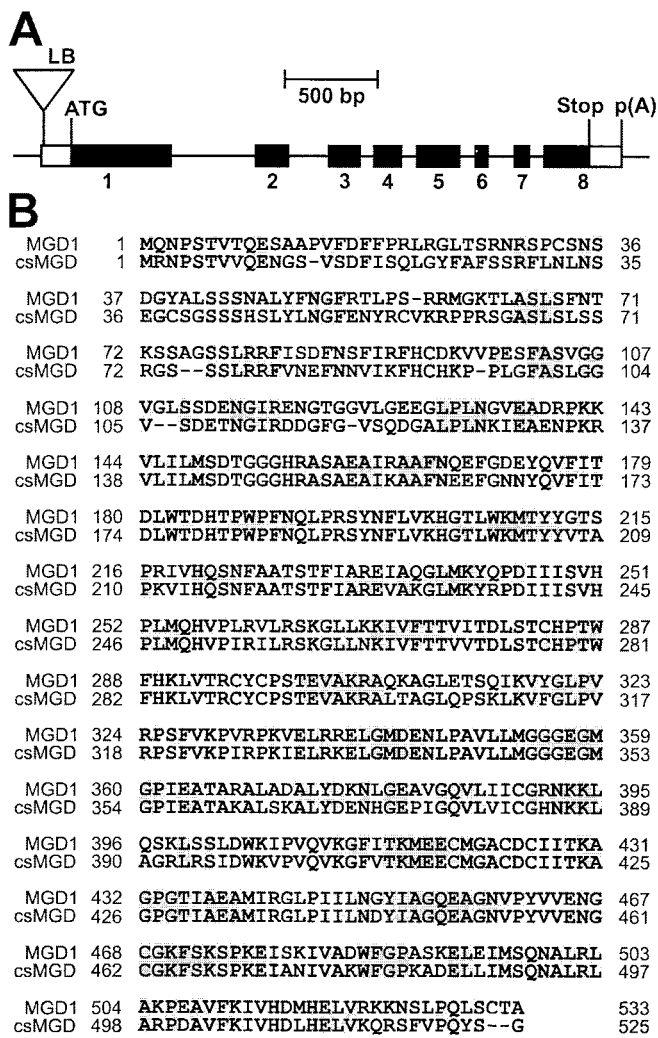 A
LB
ATG
500 bp
Stop p(A)
1 2 3 4 5 6 7 8
B
MGD1 1 MQNPSTVTQESAAPVFDFFPRLRGLTSRNRSPCSNS 36
csMGD 1 MRNPSTVVQENGS-VSDFISQLGYFAFSSRFLNLNS 35
MGD1 37 DGYALSSSNALYFNGFRTLPS-RRMGKTLASLSFNT 71
csMGD 36 EGCSGSSSHSLYLNGFENYRCVKRPPRSGASLSLSS 71
MGD1 72 KSSAGSSLRRFISDFNSFIRFHCDKVVPESFASVGG 107
csMGD 72 RGS--SSLRRFVNEFNNVIKFHCHKP-PLGFASLGG 104
MGD1 108 VGLSSDENGIRENGTGGVLGEEGLPLNGVEADRPKK 143
csMGD 105 V--SDETNGIRDDGFG-VSQDGALPLNKIEAENPKR 137
MGD1 144 VLILMSDTGGGHRASAEAIRAAFNQEFGDEYQVFIT 179
csMGD 138 VLILMSDTGGGHRASAEAIKAAFNEEFGNNYQVFIT 173
MGD1 180 DLWTDHTPWPFNQLPRSYNFLVKHGTLWKMTYYGTS 215
csMGD 174 DLWTDHTPWPFNQLPRSYNFLVKHGTLWKMTYYVTA 209
MGD1 216 PRIVHQSNFAATSTFIAREIAQGLMKYQPDIIISVH 251
csMGD 210 PKVIHQSNFAATSTFIAREVAKGLMKYRPDIIISVH 245
MGD1 252 PLMQHVPLRVLRSKGLLKKIVFTTVITDLSTCHPTW 287
csMGD 246 PLMQHVPIRILRSKGLLNKIVFTTVVTDLSTCHPTW 281
MGD1 288 FHKLVTRCYCPSTEVAKRAQKAGLETSQIKVYGLPV 323
csMGD 282 FHKLVTRCYCPSTEVAKRALTAGLQPSKLKVFGLPV 317
MGD1 324 RPSFVKPVRPKVELRRELGMDENLPAVLLMGGGEGM 359
csMGD 318 RPSFVKPIRPKIELRKELGMDENLPAVLLMGGGEGM 353
MGD1 360 GPIEATARALADALYDKNLGEAVGQVLIICGRNKKL 395
csMGD 354 GPIEATAKALSKALYDENHGEPIGQVLVICGHNKKL 389
MGD1 396 QSKLSSLDWKIPVQVKGFITKMEECMGACDCIITKA 431
csMGD 390 AGRLRSIDWKVPVQVKGFVTKMEECMGACDCIITKA 425
MGD1 432 GPGTIAEAMIRGLPIILNGYIAGQEAGNVPYVVENG 467
csMGD 426 GPGTIAEAMIRGLPIILNDYIAGQEAGNVPYVVENG 461
MGD1 468 CGKFSKSPKEISKIVADWFGPASKELEIMSQNALRL 503
csMGD 462 CGKFSKSPKEIANIVAKWFGPKADELLIMSQNALRL 497
MGD1 504 AKPEAVFKIVHDMHELVRKKNSLPQLSCTA 533
csMGD 498 ARPDAVFKIVHDLHELVKQRSFVPQYS--G 525